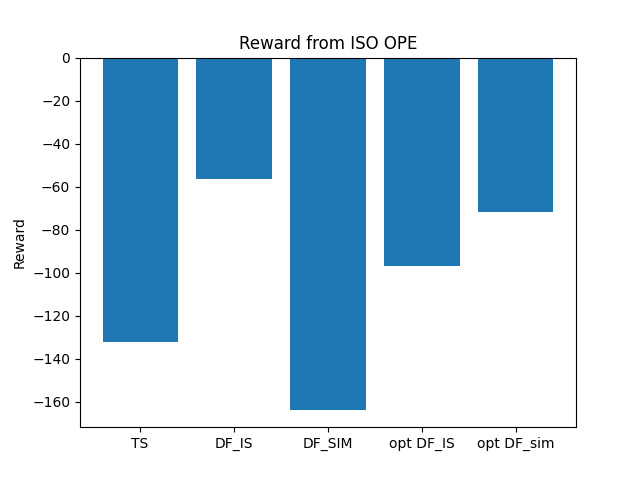 Reward from ISO OPE
Reward
0
−20
−40
−60
−80
−100
−120
−140
−160
TS
DF_IS
DF_SIM
opt DF_IS
opt DF_sim